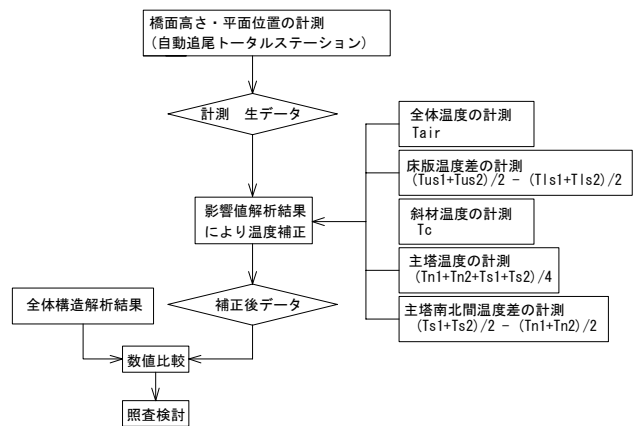 橋面高さ・平面位置の計測
(自動追尾トータルステーション)
計測 生データ
全体温度の計測
Tair
床版温度差の計測
(Tus1+Tus2)/2 - (Tls1+Tls2)/2
影響値解析結果
により温度補正
斜材温度の計測
Tc
主塔温度の計測
(Tn1+Tn2+Ts1+Ts2)/4
主塔南北間温度差の計測
(Ts1+Ts2)/2 - (Tn1+Tn2)/2
補正後データ
全体構造解析結果
数値比較
照査検討